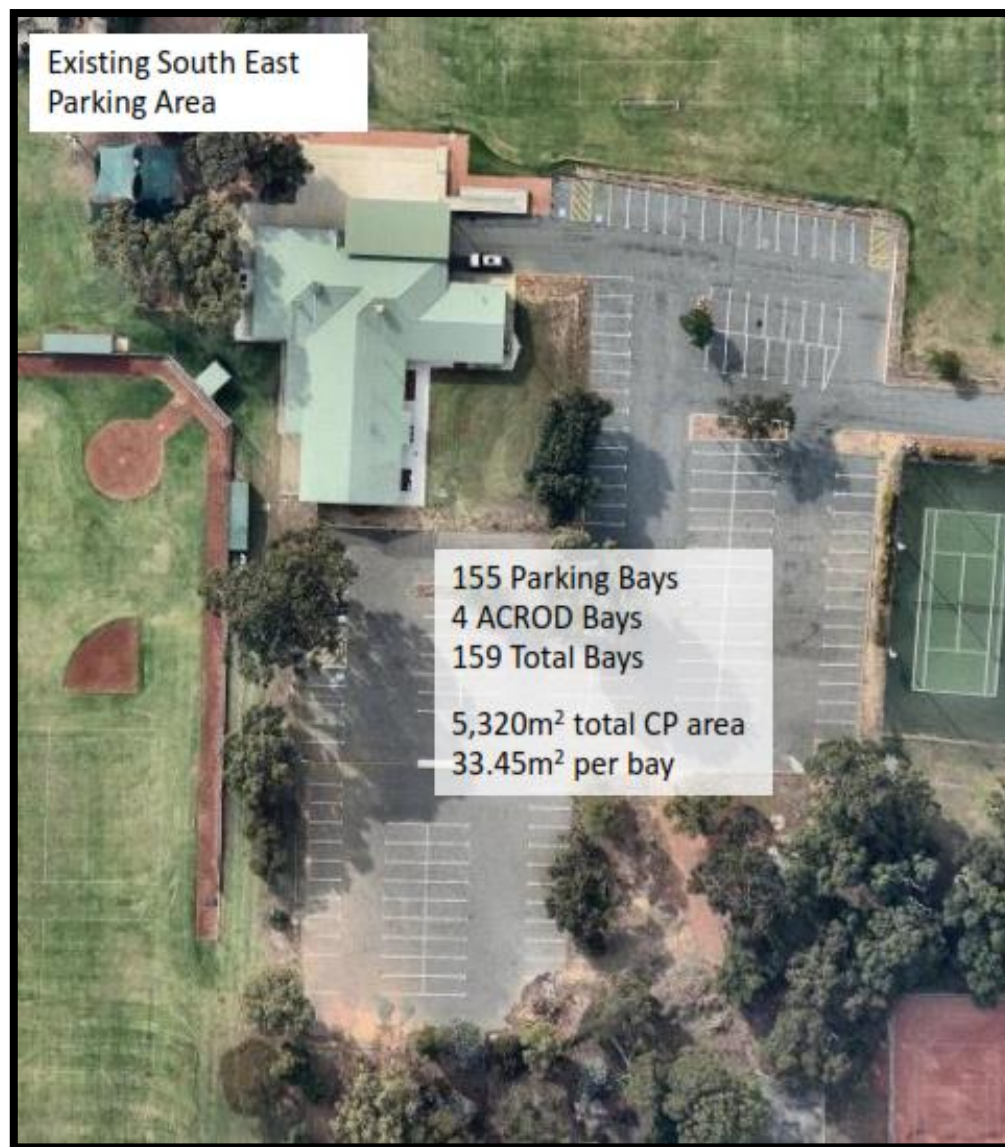 Existing South East
Parking Area
155 Parking Bays
4 ACROD Bays
159 Total Bays
5,320m² total CP area
33.45m² per bay